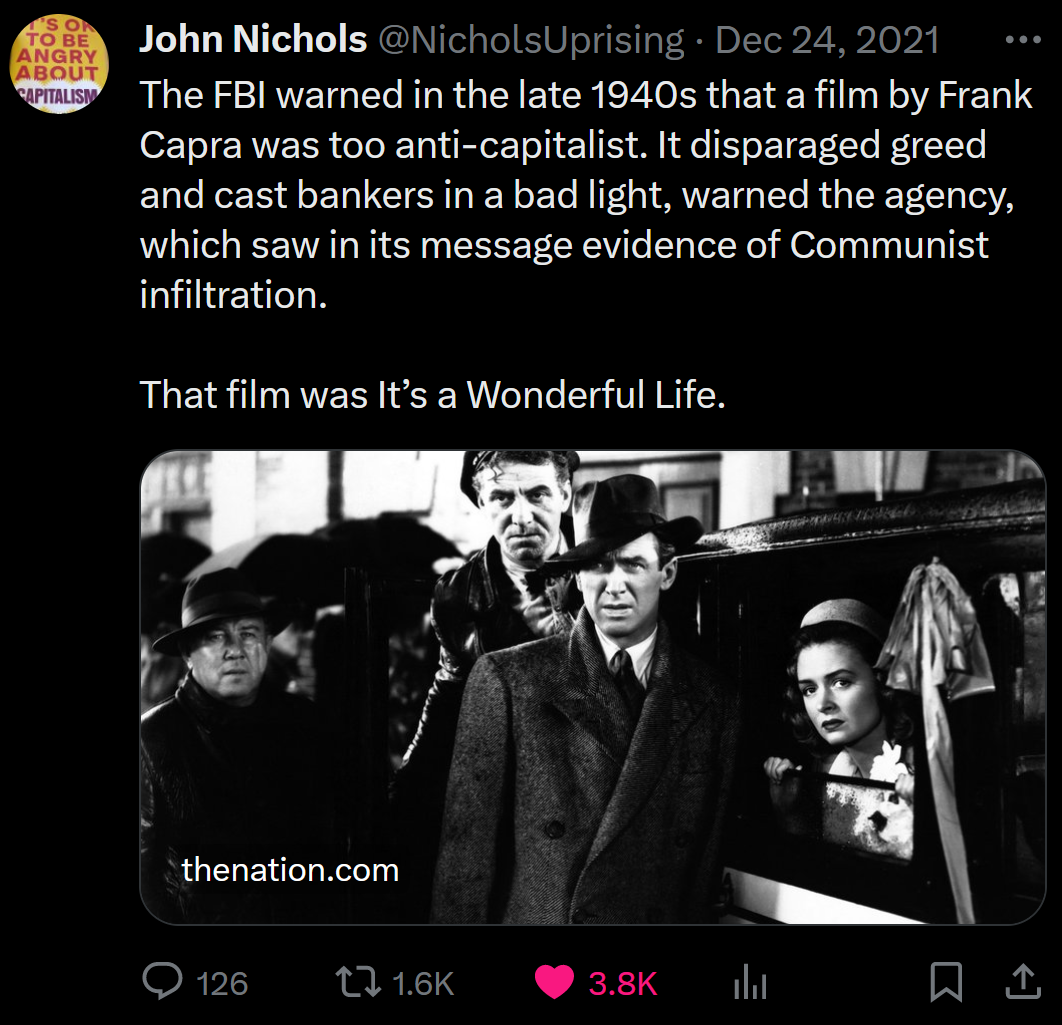 T'S OK
TO BE
ANGRY
ABOUT
CAPITALISM
John Nichols @NicholsUprising · Dec 24, 2021
The FBI warned in the late 1940s that a film by Frank
Capra was too anti-capitalist. It disparaged greed
and cast bankers in a bad light, warned the agency,
which saw in its message evidence of Communist
infiltration.
That film was It’s a Wonderful Life.
thenation.com
126 1.6K 3.8K